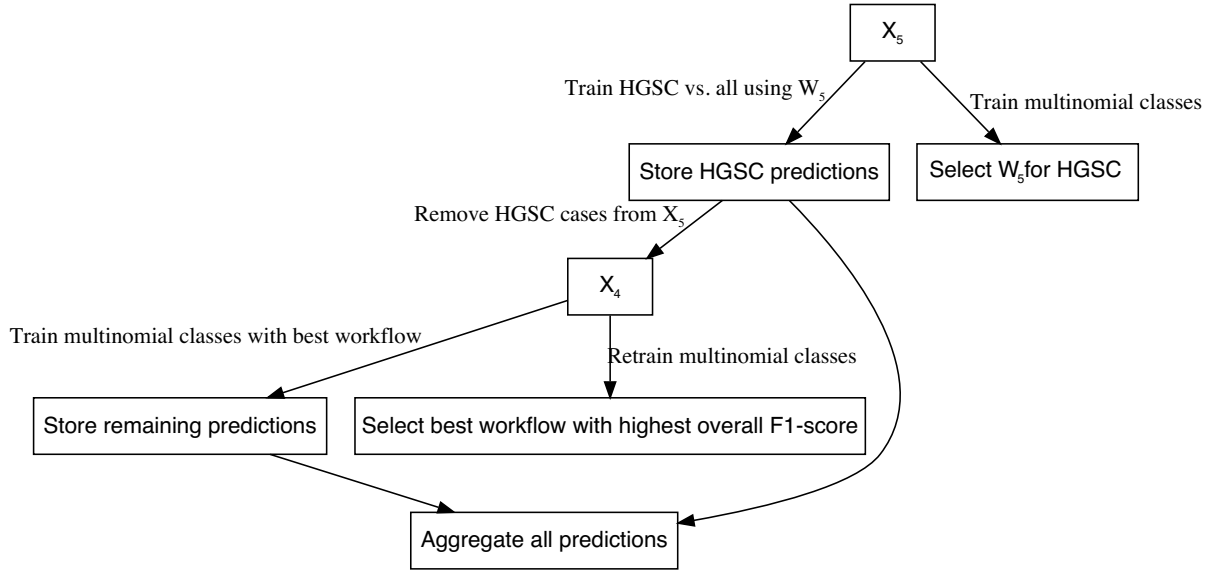 X₅
Train HGSC vs. all using W₅
Train multinomial classes
Store HGSC predictions
Select W₅for HGSC
Remove HGSC cases from X₅
X₄
Train multinomial classes with best workflow
Retrain multinomial classes
Store remaining predictions
Select best workflow with highest overall F1-score
Aggregate all predictions